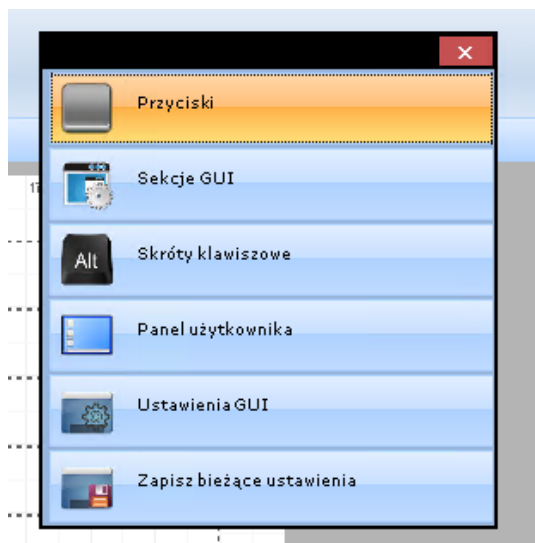 Przyciski
Sekcje GUI
Alt
Skróty klawiszowe
Panel użytkownika
Ustawienia GUI
Zapisz bieżące ustawienia